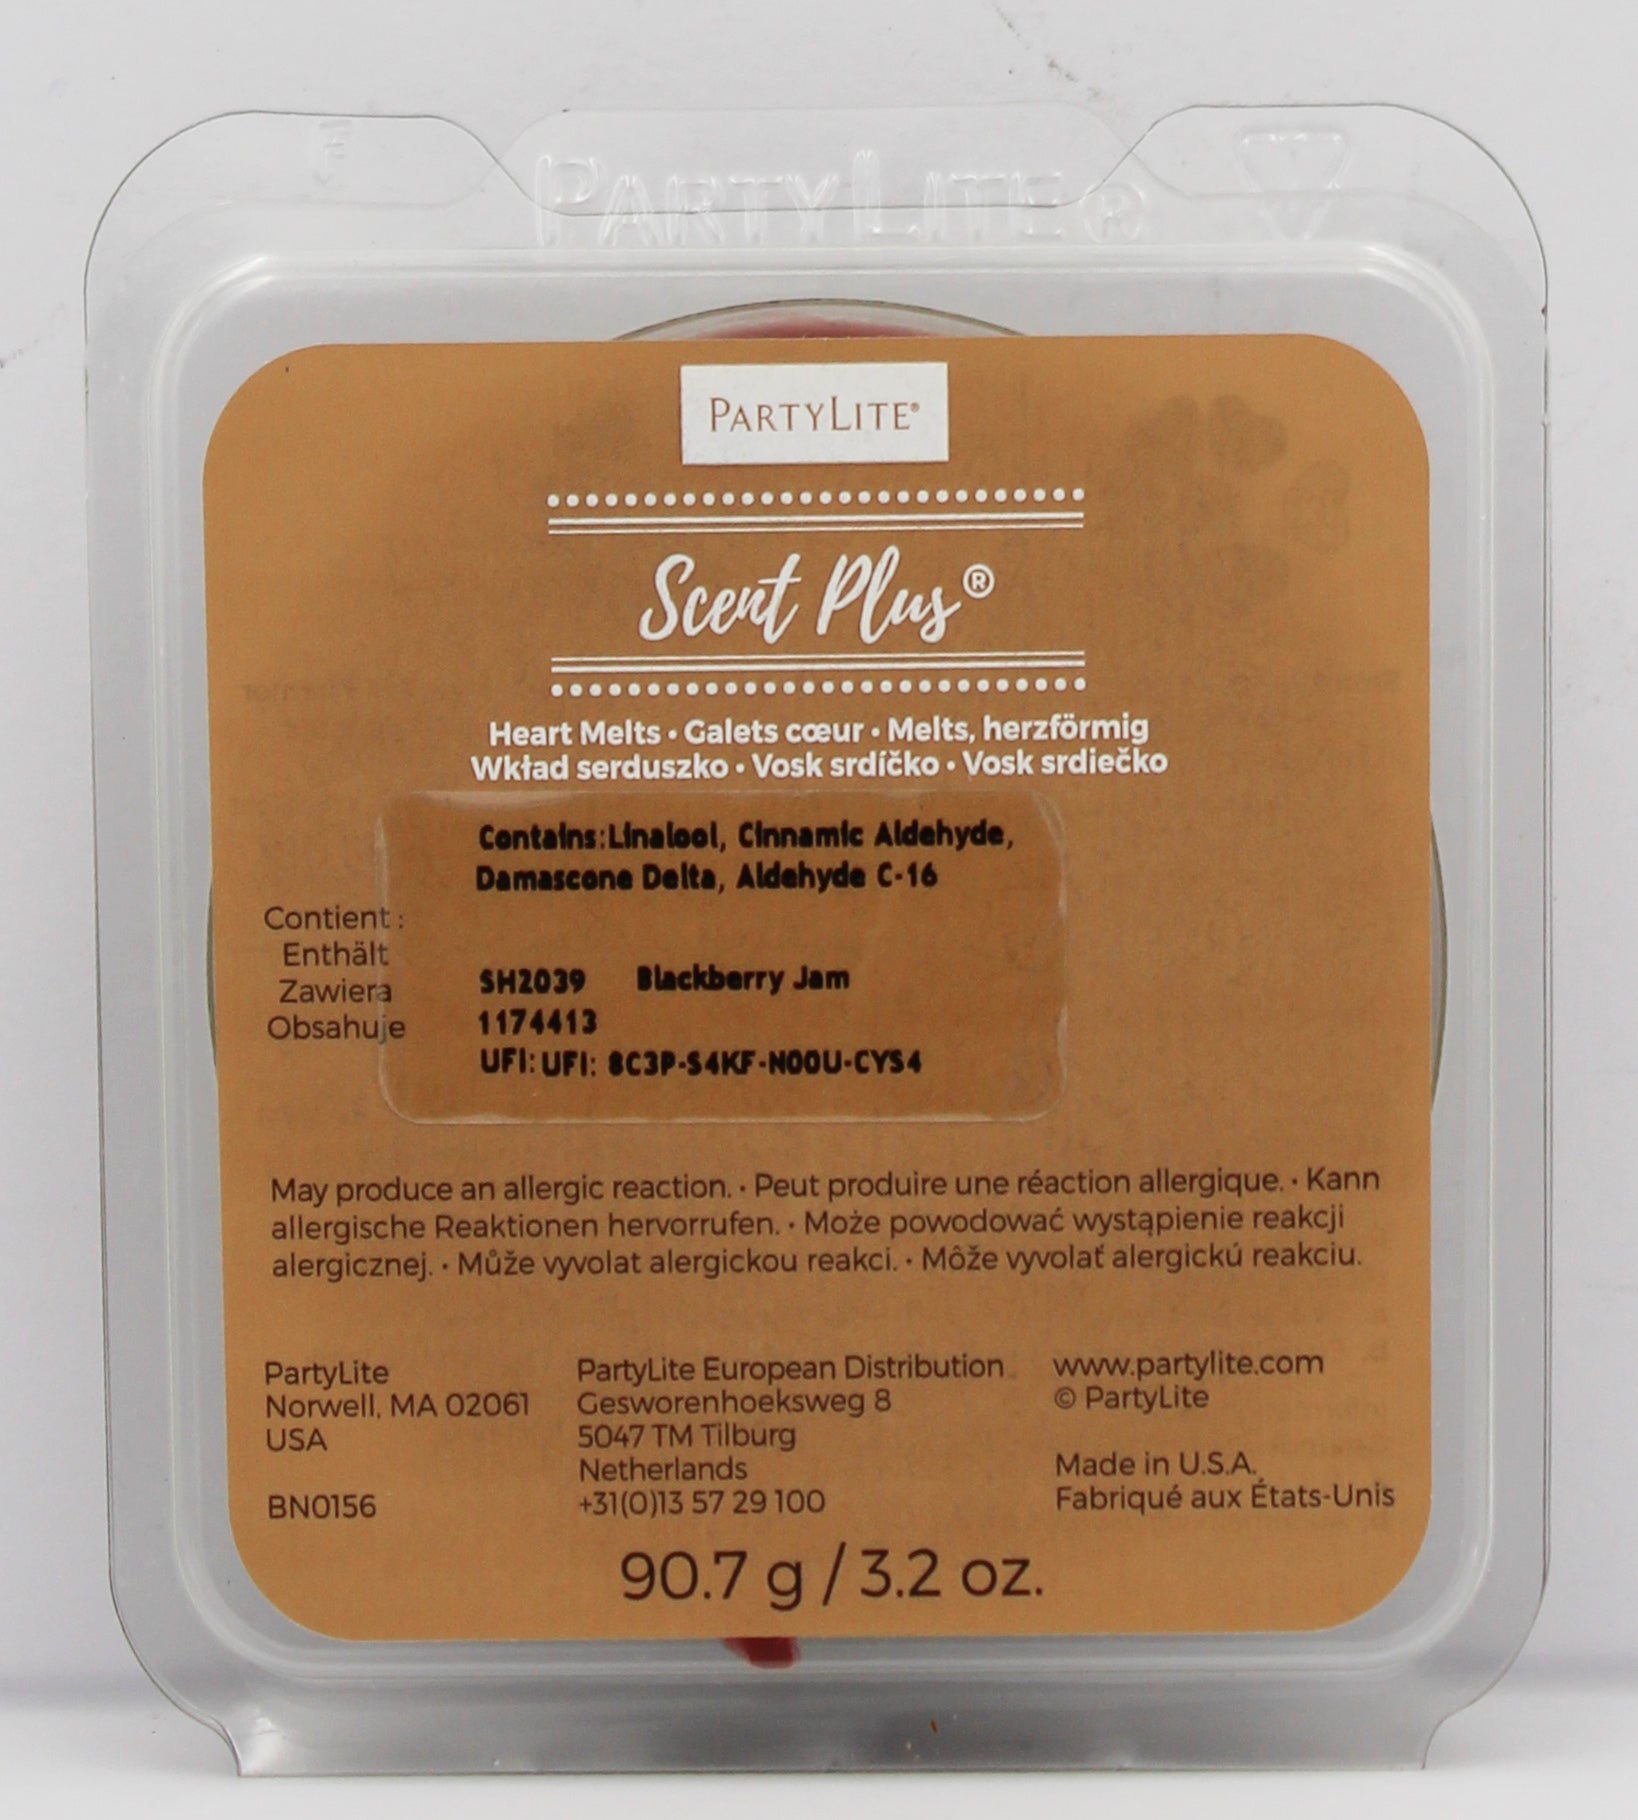 PARTYLITE®
PARTYLITE®
Scent Plus®
Heart Melts • Galets cœur • Melts, herzförmig
Wkład serduszko • Vosk srdíčko • Vosk srdiečko
Contains:Linalool, Cinnamic Aldehyde,
Damascone Delta, Aldehyde C-16
Contient :
Enthält
Zawiera
Obsahuje
SH2039 Blackberry Jam
1174413
UFI: UFI: 8C3P-S4KF-N00U-CYS4
May produce an allergic reaction. • Peut produire une réaction allergique. • Kann
allergische Reaktionen hervorrufen. • Może powodować wystąpienie reakcji
alergicznej. • Může vyvolat alergickou reakci. • Môže vyvolať alergickú reakciu.
PartyLite
Norwell, MA 02061
USA
BN0156
PartyLite European Distribution
Gesworenhoeksweg 8
5047 TM Tilburg
Netherlands
+31(0)13 57 29 100
www.partylite.com
© PartyLite
Made in U.S.A.
Fabriqué aux États-Unis
90.7 g / 3.2 oz.